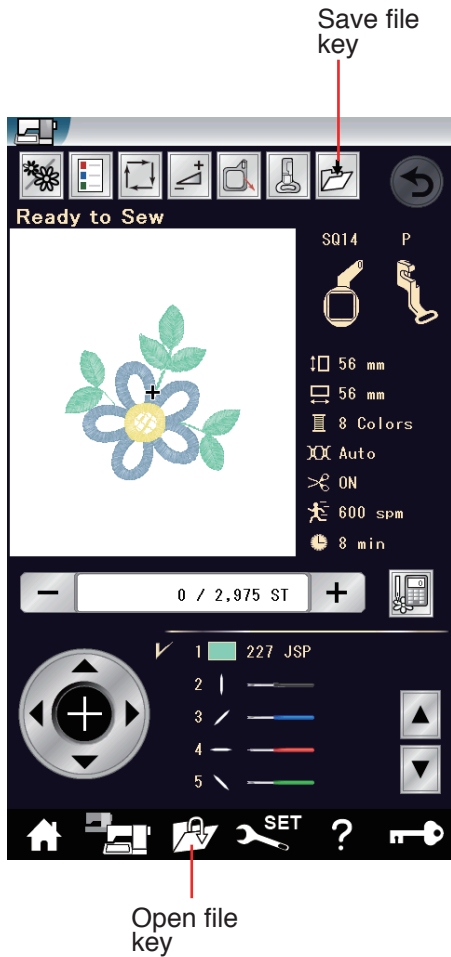 Save file
key
Ready to Sew
SQ14 P
56 mm
56 mm
8 Colors
Auto
ON
600 spm
8 min
0 / 2,975 ST
1 227 JSP
2
3
4
5
SET
?
Open file
key